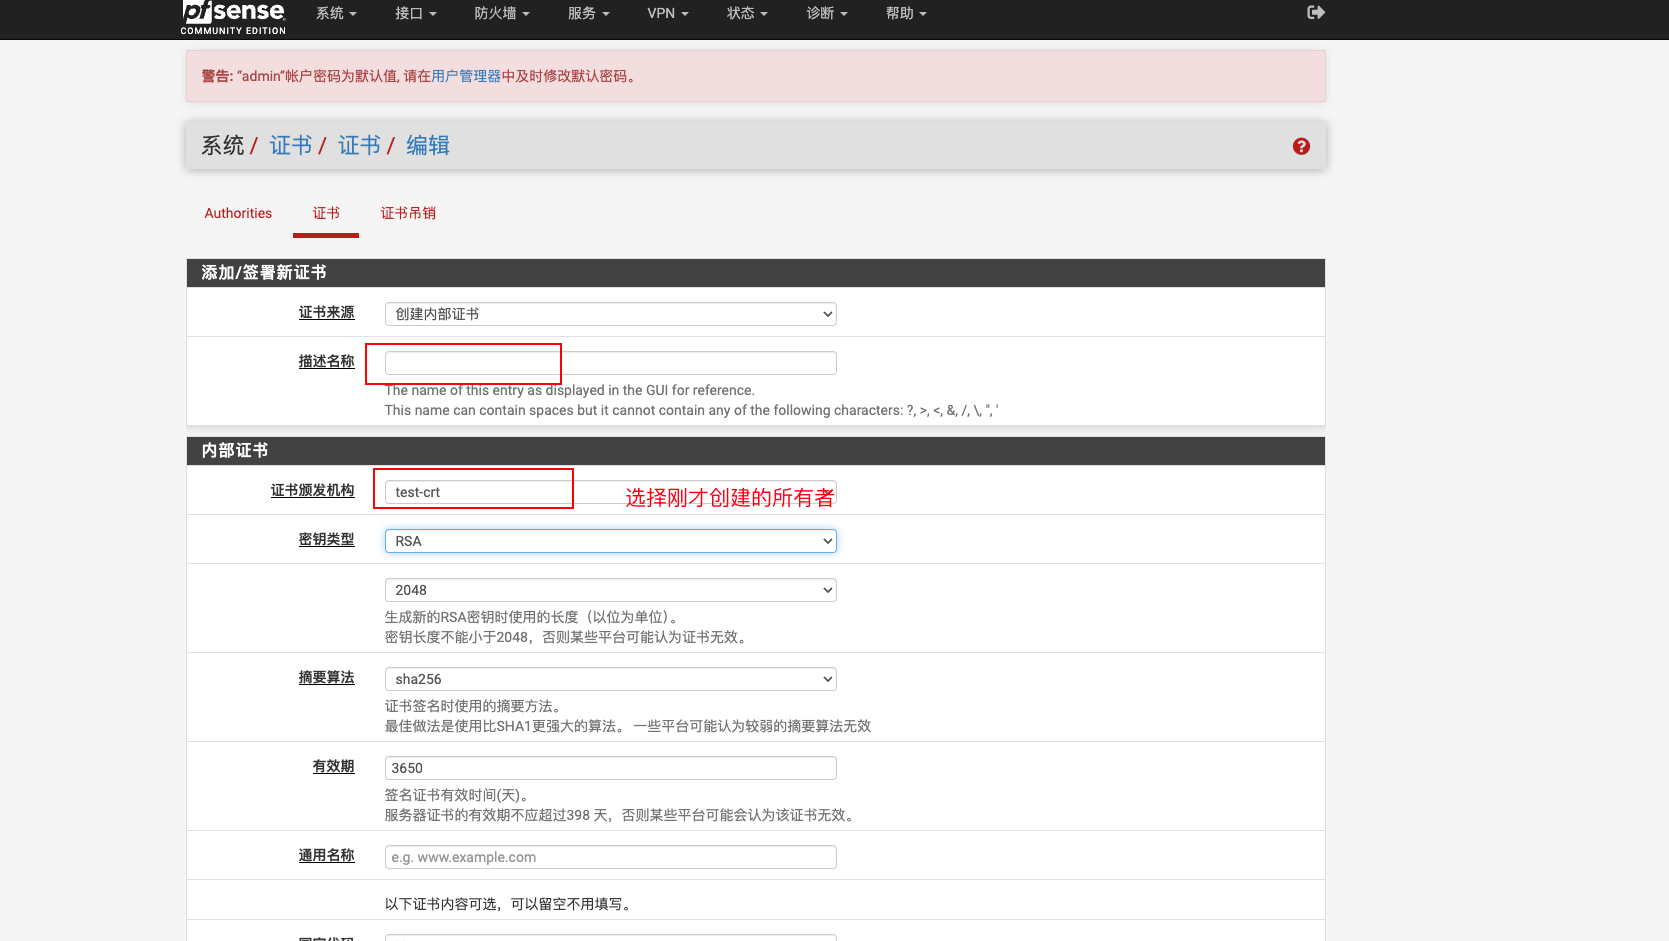 pfsense
COMMUNITY EDITION
系统 接口 防火墙 服务 VPN 状态 诊断 帮助
警告: "admin"帐户密码为默认值, 请在用户管理器中及时修改默认密码。
系统 / 证书 / 证书 / 编辑
Authorities 证书 证书吊销
添加/签署新证书
证书来源 创建内部证书
描述名称
The name of this entry as displayed in the GUI for reference.
This name can contain spaces but it cannot contain any of the following characters: ?, >, <, &, /, \, ", '
内部证书
证书颁发机构 test-crt 选择刚才创建的所有者
密钥类型 RSA
2048
生成新的RSA密钥时使用的长度（以位为单位）。
密钥长度不能小于2048，否则某些平台可能认为证书无效。
摘要算法 sha256
证书签名时使用的摘要方法。
最佳做法是使用比SHA1更强大的算法。 一些平台可能认为较弱的摘要算法无效
有效期 3650
签名证书有效时间(天)。
服务器证书的有效期不应超过398 天，否则某些平台可能会认为该证书无效。
通用名称 e.g. www.example.com
以下证书内容可选，可以留空不用填写。